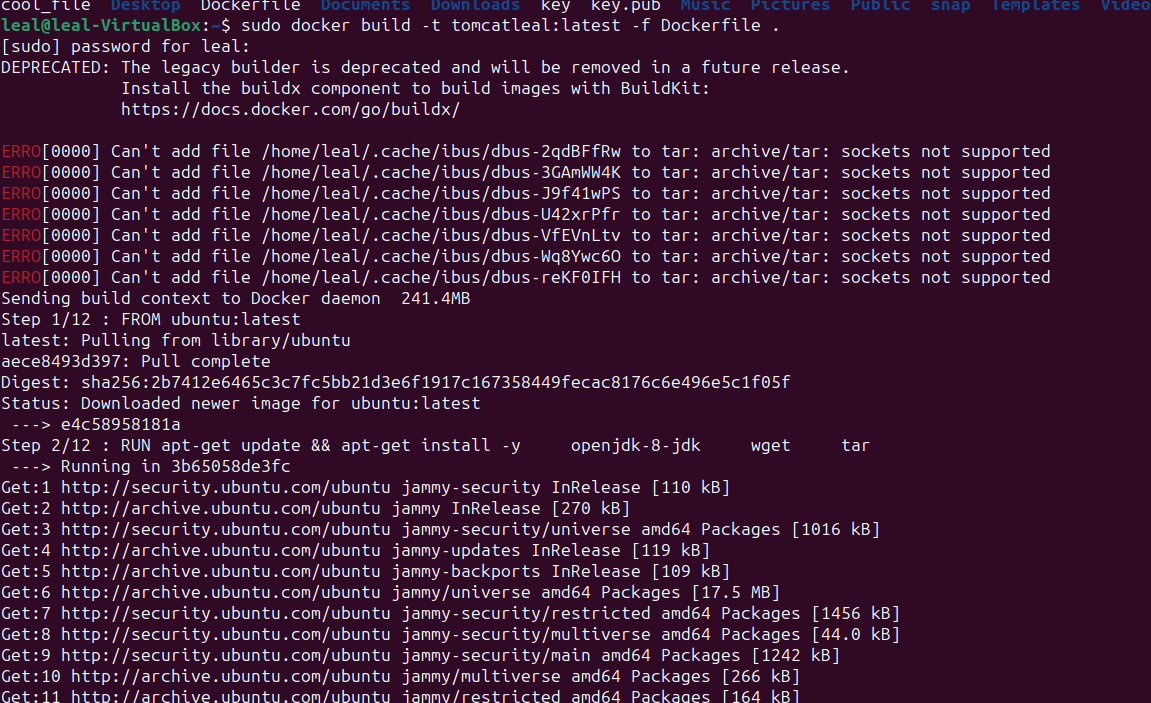 cool_file Desktop Dockerfile Documents Downloads key key.pub Music Pictures Public snap Templates Video
leal@leal-VirtualBox:~$ sudo docker build -t tomcatleal:latest -f Dockerfile .
[sudo] password for leal:
DEPRECATED: The legacy builder is deprecated and will be removed in a future release.
Install the buildx component to build images with BuildKit:
https://docs.docker.com/go/buildx/
ERRO[0000] Can't add file /home/leal/.cache/ibus/dbus-2qdBFfRw to tar: archive/tar: sockets not supported
ERRO[0000] Can't add file /home/leal/.cache/ibus/dbus-3GAmWW4K to tar: archive/tar: sockets not supported
ERRO[0000] Can't add file /home/leal/.cache/ibus/dbus-J9f41wPS to tar: archive/tar: sockets not supported
ERRO[0000] Can't add file /home/leal/.cache/ibus/dbus-U42xrPfr to tar: archive/tar: sockets not supported
ERRO[0000] Can't add file /home/leal/.cache/ibus/dbus-VfEVnLtv to tar: archive/tar: sockets not supported
ERRO[0000] Can't add file /home/leal/.cache/ibus/dbus-Wq8Ywc6O to tar: archive/tar: sockets not supported
ERRO[0000] Can't add file /home/leal/.cache/ibus/dbus-reKF0IFH to tar: archive/tar: sockets not supported
Sending build context to Docker daemon  241.4MB
Step 1/12 : FROM ubuntu:latest
latest: Pulling from library/ubuntu
aece8493d397: Pull complete
Digest: sha256:2b7412e6465c3c7fc5bb21d3e6f1917c167358449fecac8176c6e496e5c1f05f
Status: Downloaded newer image for ubuntu:latest
 ---> e4c58958181a
Step 2/12 : RUN apt-get update && apt-get install -y     openjdk-8-jdk     wget     tar
 ---> Running in 3b65058de3fc
Get:1 http://security.ubuntu.com/ubuntu jammy-security InRelease [110 kB]
Get:2 http://archive.ubuntu.com/ubuntu jammy InRelease [270 kB]
Get:3 http://security.ubuntu.com/ubuntu jammy-security/universe amd64 Packages [1016 kB]
Get:4 http://archive.ubuntu.com/ubuntu jammy-updates InRelease [119 kB]
Get:5 http://archive.ubuntu.com/ubuntu jammy-backports InRelease [109 kB]
Get:6 http://archive.ubuntu.com/ubuntu jammy/universe amd64 Packages [17.5 MB]
Get:7 http://security.ubuntu.com/ubuntu jammy-security/restricted amd64 Packages [1456 kB]
Get:8 http://security.ubuntu.com/ubuntu jammy-security/multiverse amd64 Packages [44.0 kB]
Get:9 http://security.ubuntu.com/ubuntu jammy-security/main amd64 Packages [1242 kB]
Get:10 http://archive.ubuntu.com/ubuntu jammy/multiverse amd64 Packages [266 kB]
Get:11 http://archive.ubuntu.com/ubuntu jammy/restricted amd64 Packages [164 kB]